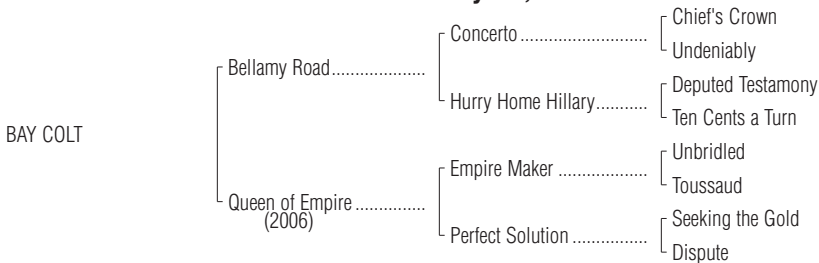 Chief's Crown
Concerto..............................
Undeniably
Bellamy Road......................
Deputed Testamony
Hurry Home Hillary...........
Ten Cents a Turn
BAY COLT
Unbridled
Empire Maker ....................
Toussaud
Queen of Empire ................
(2006)
Seeking the Gold
Perfect Solution .................
Dispute